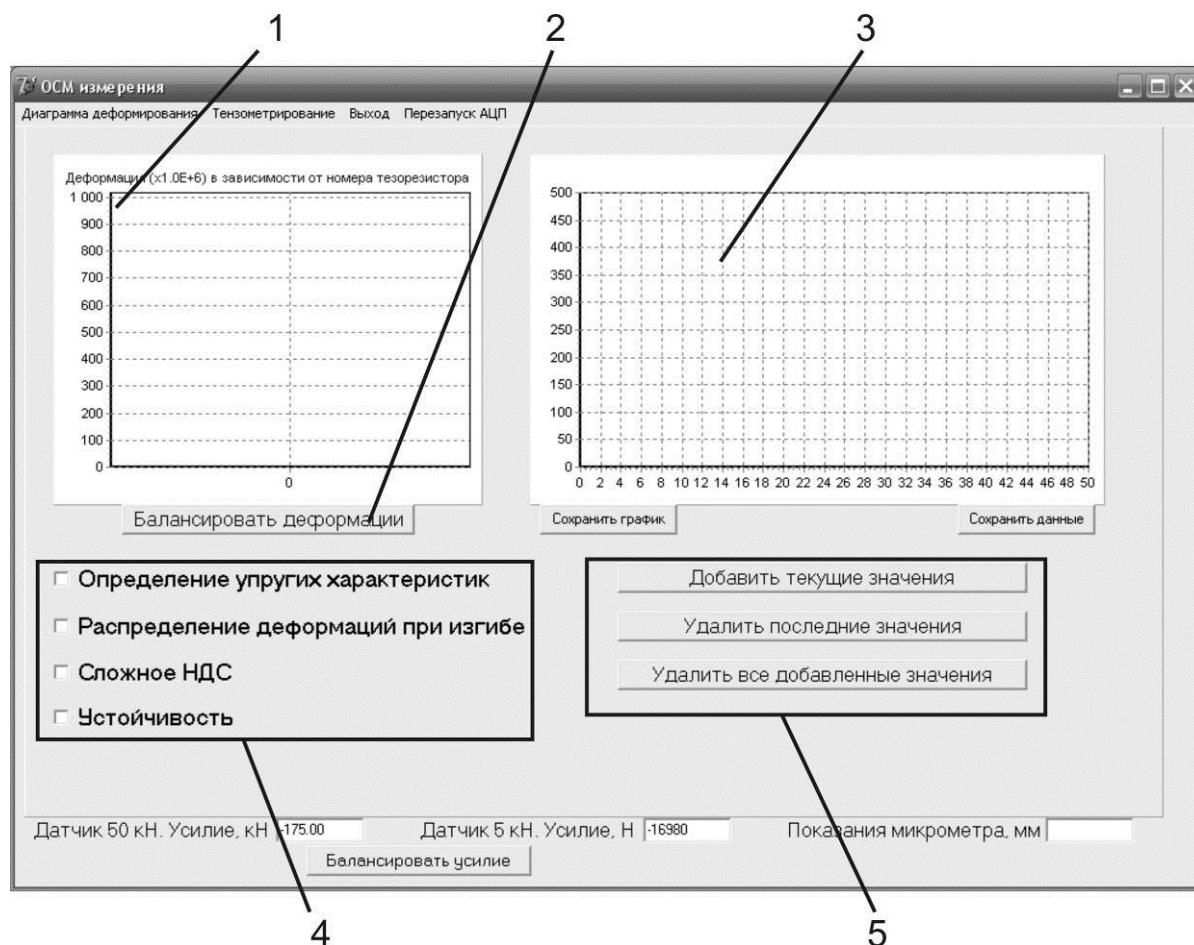 1 2 3
ОСМ измерения
Диаграмма деформирования Тензометрирование Выход Перезапуск АЦП
Деформация (x1.0E+6) в зависимости от номера тезорезистора
1 000
900
800
700
600
500
400
300
200
100
0
0
500
450
400
350
300
250
200
150
100
50
0
0 2 4 6 8 10 12 14 16 18 20 22 24 26 28 30 32 34 36 38 40 42 44 46 48 50
Балансировать деформации
Сохранить график Сохранить данные
Определение упругих характеристик
Распределение деформаций при изгибе
Сложное НДС
Устойчивость
Добавить текущие значения
Удалить последние значения
Удалить все добавленные значения
Датчик 50 кН. Усилие, кН -175.00 Датчик 5 кН. Усилие, Н -16980 Показания микрометра, мм
Балансировать усилие
4 5